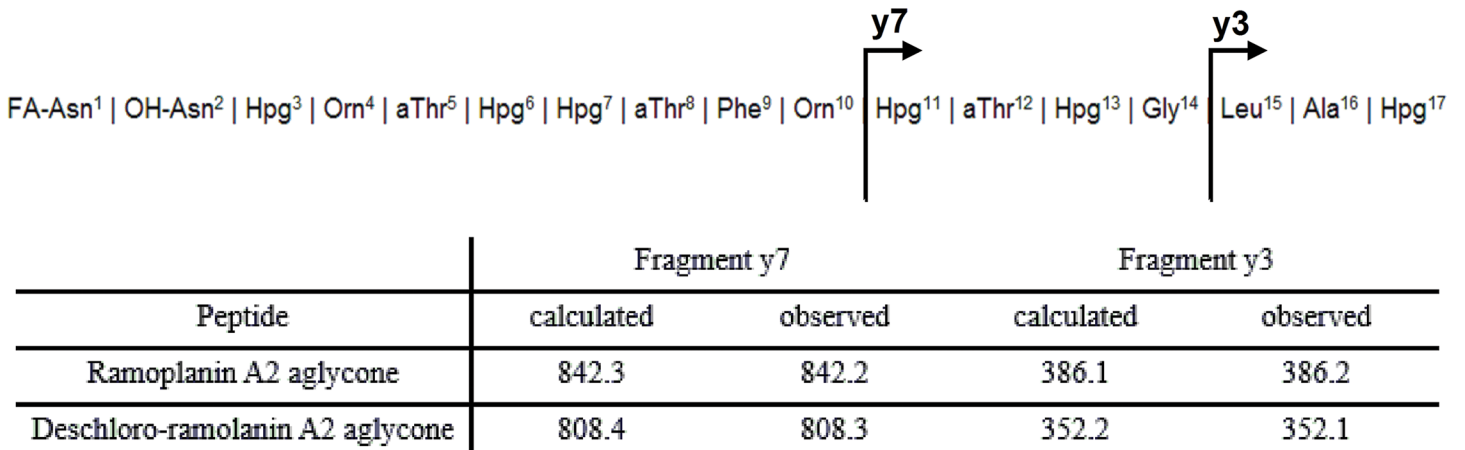 y7 y3
FA-Asn¹ | OH-Asn² | Hpg³ | Orn⁴ | aThr⁵ | Hpg⁶ | Hpg⁷ | aThr⁸ | Phe⁹ | Orn¹⁰ | Hpg¹¹ | aThr¹² | Hpg¹³ | Gly¹⁴ | Leu¹⁵ | Ala¹⁶ | Hpg¹⁷
Fragment y7 Fragment y3
Peptide calculated observed calculated observed
Ramoplanin A2 aglycone 842.3 842.2 386.1 386.2
Deschloro-ramolanin A2 aglycone 808.4 808.3 352.2 352.1